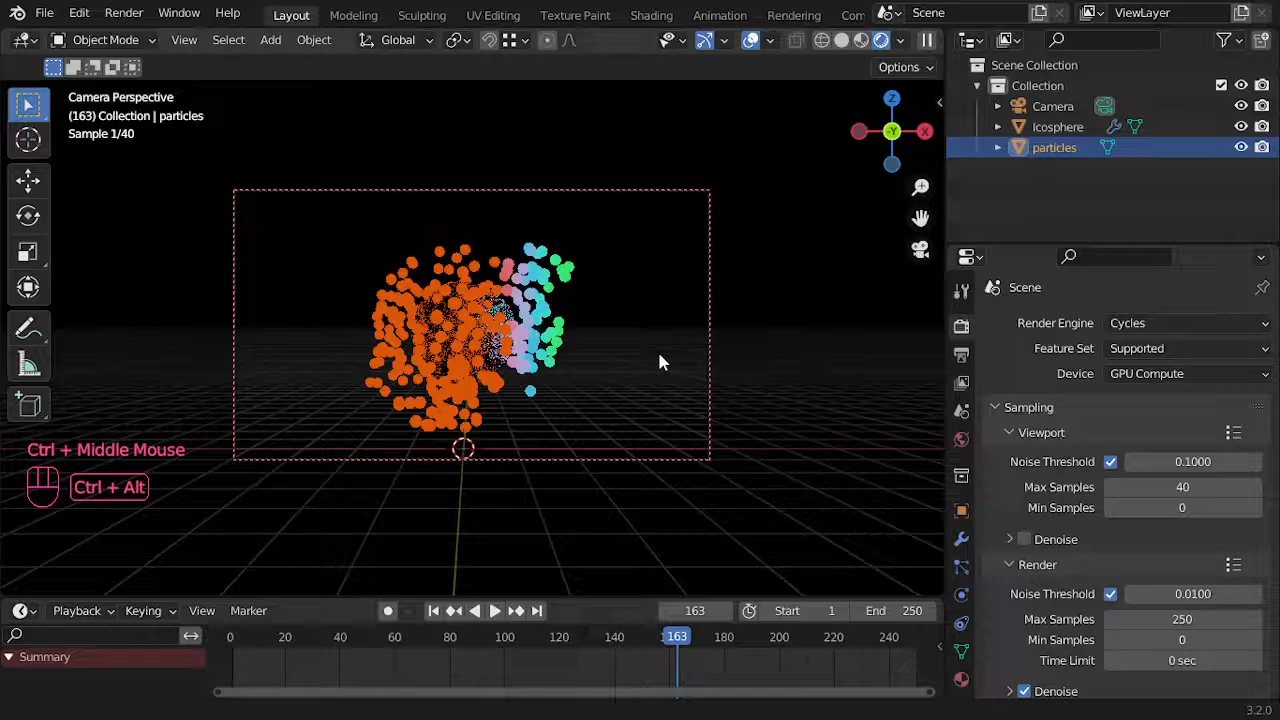 File Edit Render Window Help Layout Modeling Sculpting UV Editing Texture Paint Shading Animation Rendering Com Scene ViewLayer
Object Mode View Select Add Object Global
Options
Camera Perspective
(163) Collection | particles
Sample 1/40
Z
X
-Y
Ctrl + Middle Mouse
Ctrl + Alt
Scene Collection
Collection
Camera
Icosphere
particles
Scene
Render Engine Cycles
Feature Set Supported
Device GPU Compute
Sampling
Viewport
Noise Threshold 0.1000
Max Samples 40
Min Samples 0
Denoise
Render
Noise Threshold 0.0100
Max Samples 250
Min Samples 0
Time Limit 0 sec
Denoise
Playback Keying View Marker 163 Start 1 End 250
0 20 40 60 80 100 120 140 163 180 200 220 240
Summary
3.2.0